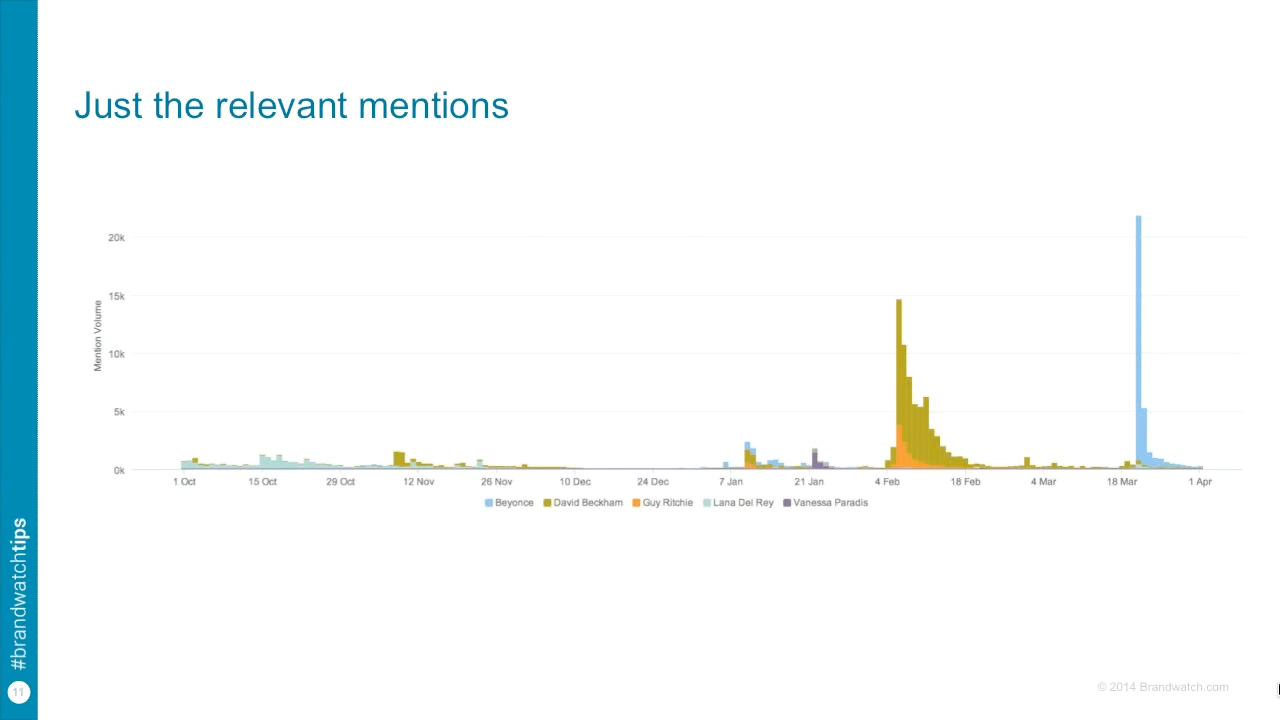 Just the relevant mentions
20k
15k
10k
5k
0k
Mention Volume
1 Oct 15 Oct 29 Oct 12 Nov 26 Nov 10 Dec 24 Dec 7 Jan 21 Jan 4 Feb 18 Feb 4 Mar 18 Mar 1 Apr
Beyonce David Beckham Guy Ritchie Lana Del Rey Vanessa Paradis
#brandwatchtips
11
© 2014 Brandwatch.com